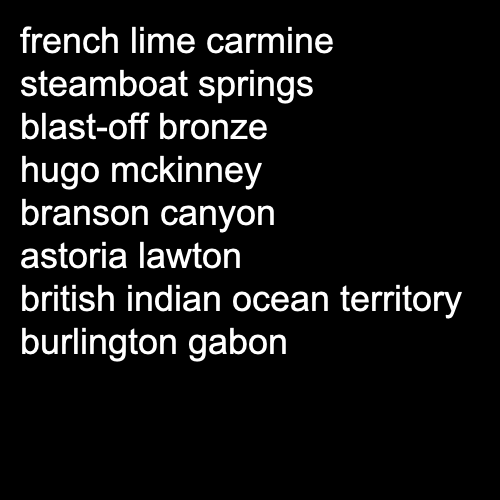 french lime carmine
steamboat springs
blast-off bronze
hugo mckinney
branson canyon
astoria lawton
british indian ocean territory
burlington gabon